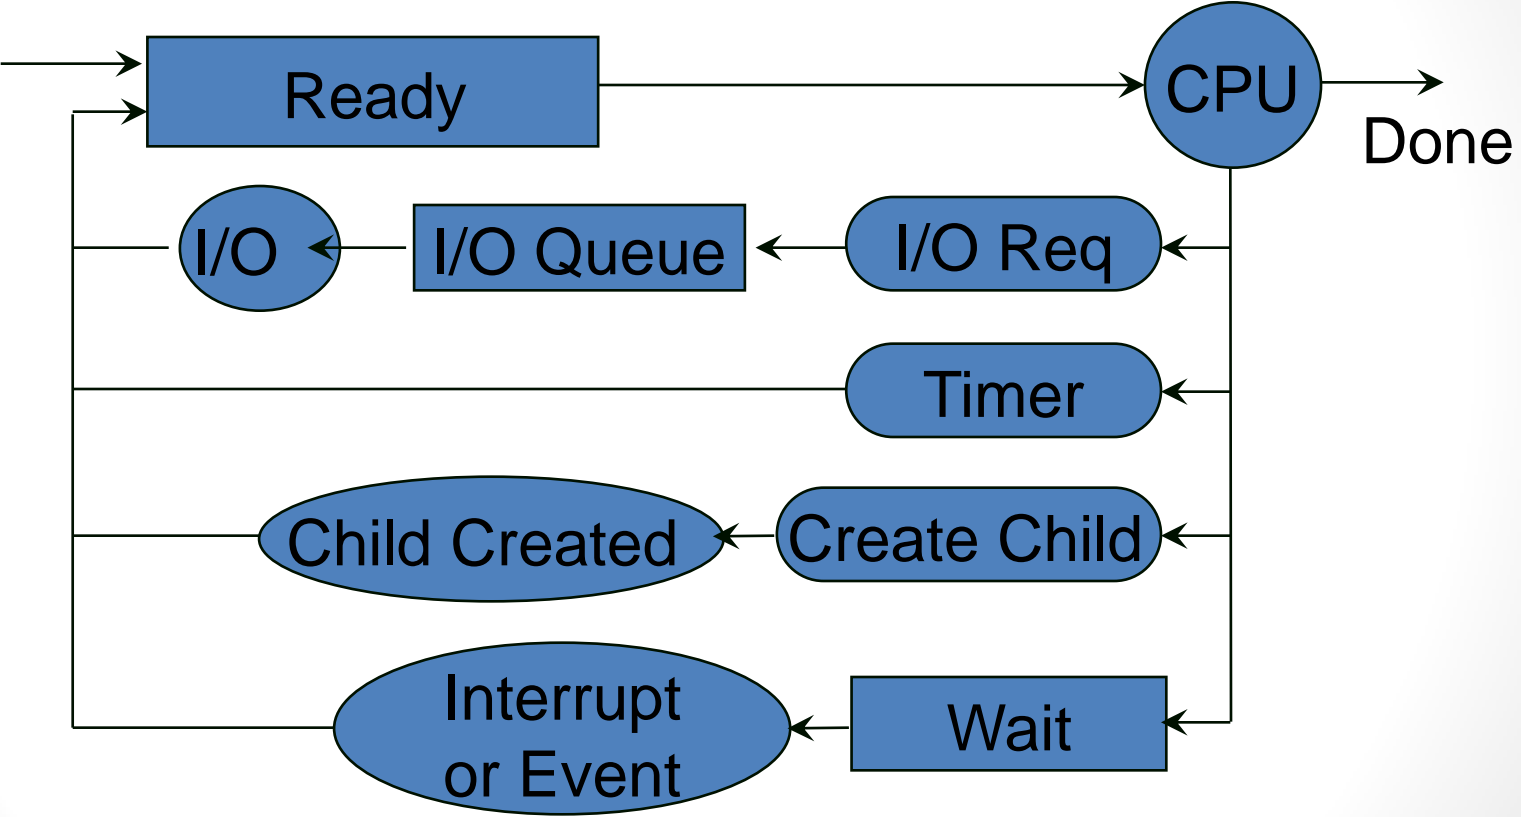 Ready
CPU
Done
I/O
I/O Queue
I/O Req
Timer
Child Created
Create Child
Interrupt
or Event
Wait